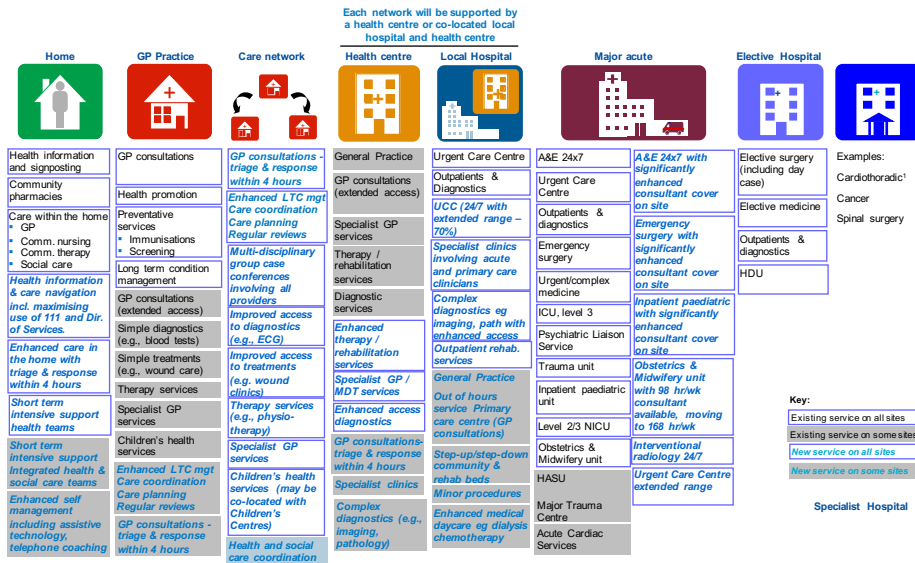 Each network will be supported by
a health centre or co-located local
hospital and health centre
Home
GP Practice
Care network
Health centre
Local Hospital
Major acute
Elective Hospital
Health information
and signposting
Community
pharmacies
Care within the home
▪ GP
▪ Comm. nursing
▪ Comm. therapy
▪ Social care
Health information
& care navigation
incl. maximising
use of 111 and Dir.
of Services.
Enhanced care in
the home with
triage & response
within 4 hours
Short term
intensive support
health teams
Short term
intensive support
Integrated health &
social care teams
Enhanced self
management
including assistive
technology,
telephone coaching
GP consultations
Health promotion
Preventative
services
▪ Immunisations
▪ Screening
Long term condition
management
GP consultations
(extended access)
Simple diagnostics
(e.g., blood tests)
Simple treatments
(e.g., wound care)
Therapy services
Specialist GP
services
Children's health
services
Enhanced LTC mgt
Care coordination
Care planning
Regular reviews
GP consultations -
triage & response
within 4 hours
GP consultations -
triage & response
within 4 hours
Enhanced LTC mgt
Care coordination
Care planning
Regular reviews
Multi-disciplinary
group case
conferences
involving all
providers
Improved access
to diagnostics
(e.g., ECG)
Improved access
to treatments
(e.g. wound
clinics)
Therapy services
(e.g., physio-
therapy)
Specialist GP
services
Children's health
services (may be
co-located with
Children's
Centres)
Health and social
care coordination
General Practice
GP consultations
(extended access)
Specialist GP
services
Therapy /
rehabilitation
services
Diagnostic
services
Enhanced
therapy /
rehabilitation
services
Specialist GP /
MDT services
Enhanced access
diagnostics
GP consultations-
triage & response
within 4 hours
Specialist clinics
Complex
diagnostics (e.g.,
imaging,
pathology)
Urgent Care Centre
Outpatients &
Diagnostics
UCC (24/7 with
extended range –
70%)
Specialist clinics
involving acute
and primary care
clinicians
Complex
diagnostics eg
imaging, path with
enhanced access
Outpatient rehab.
services
General Practice
Out of hours
service Primary
care centre (GP
consultations)
Step-up/step-down
community &
rehab beds
Minor procedures
Enhanced medical
daycare eg dialysis
chemotherapy
A&E 24x7
Urgent Care
Centre
Outpatients &
diagnostics
Emergency
surgery
Urgent/complex
medicine
ICU, level 3
Psychiatric Liaison
Service
Trauma unit
Inpatient paediatric
unit
Level 2/3 NICU
Obstetrics &
Midwifery unit
HASU
Major Trauma
Centre
Acute Cardiac
Services
A&E 24x7 with
significantly
enhanced
consultant cover
on site
Emergency
surgery with
significantly
enhanced
consultant cover
on site
Inpatient paediatric
with significantly
enhanced
consultant cover
on site
Obstetrics &
Midwifery unit
with 98 hr/wk
consultant
available, moving
to 168 hr/wk
Interventional
radiology 24/7
Urgent Care Centre
extended range
Elective surgery
(including day
case)
Elective medicine
Outpatients &
diagnostics
HDU
Examples:
Cardiothoradic¹
Cancer
Spinal surgery
Key:
Existing service on all sites
Existing service on some sites
New service on all sites
New service on some sites
Specialist Hospital